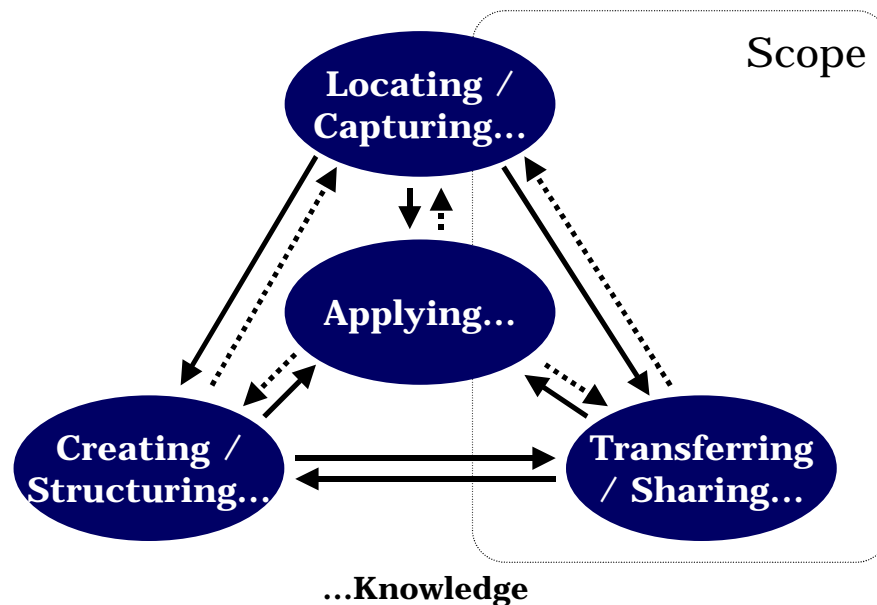 Scope
Locating /
Capturing...
Applying...
Creating /
Structuring...
Transferring
/ Sharing...
...Knowledge